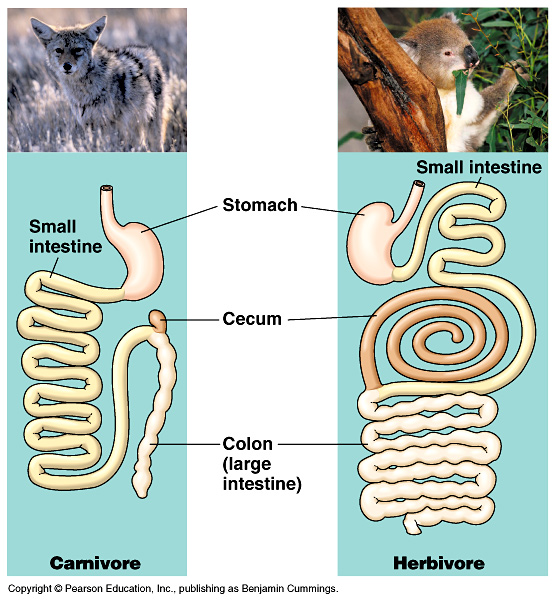 Small intestine
Stomach
Small
intestine
Cecum
Colon
(large
intestine)
Carnivore
Herbivore
Copyright © Pearson Education, Inc., publishing as Benjamin Cummings.